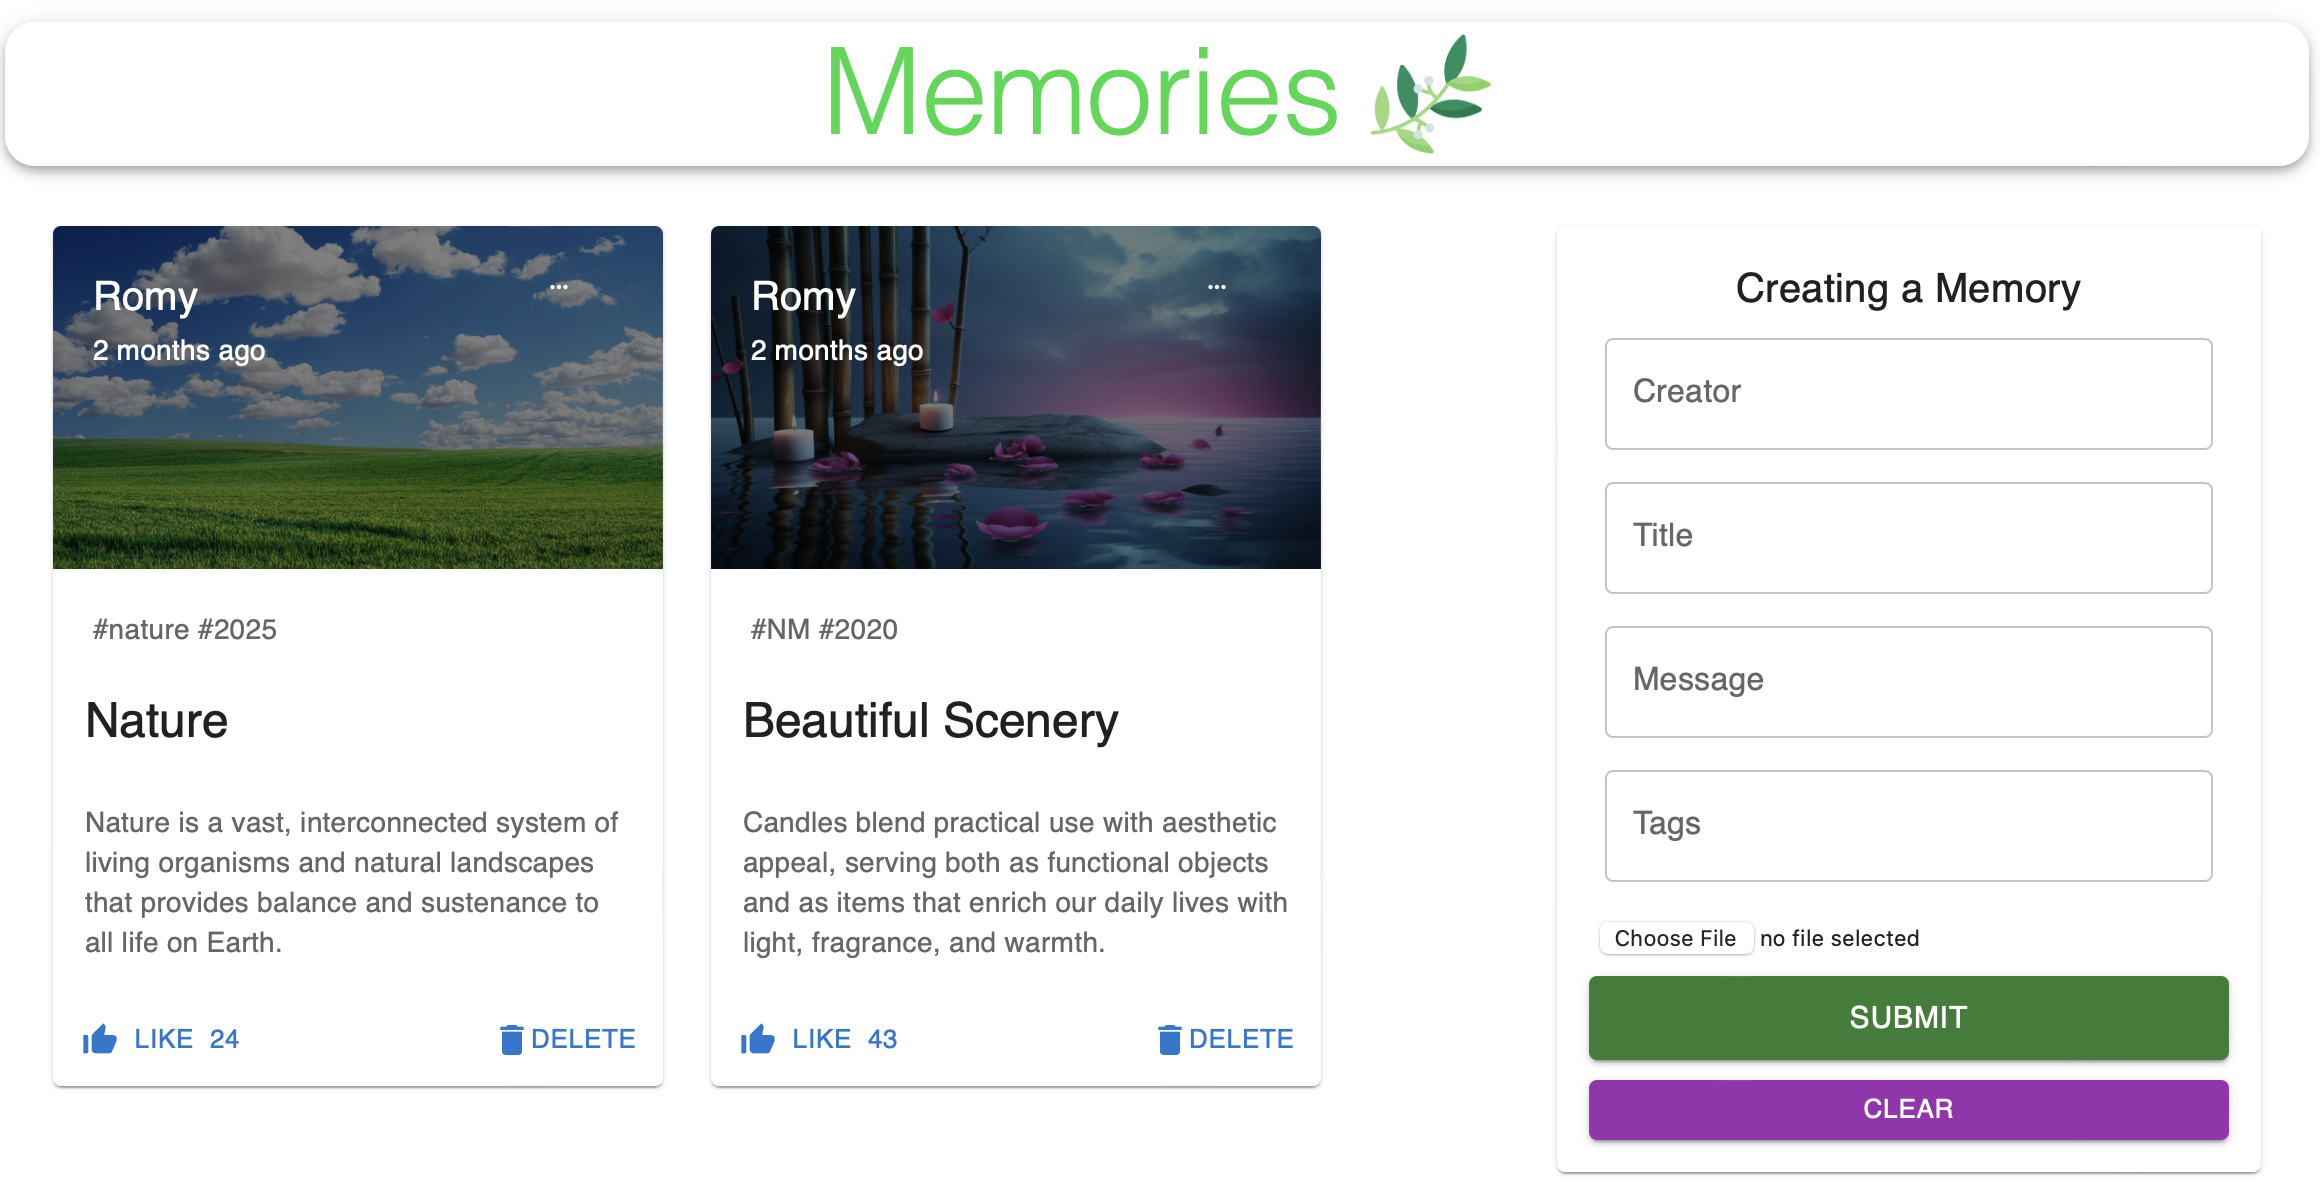 Memories
Romy
...
2 months ago
#nature #2025
Nature
Nature is a vast, interconnected system of
living organisms and natural landscapes
that provides balance and sustenance to
all life on Earth.
LIKE 24
DELETE
Romy
...
2 months ago
#NM #2020
Beautiful Scenery
Candles blend practical use with aesthetic
appeal, serving both as functional objects
and as items that enrich our daily lives with
light, fragrance, and warmth.
LIKE 43
DELETE
Creating a Memory
Creator
Title
Message
Tags
Choose File no file selected
SUBMIT
CLEAR